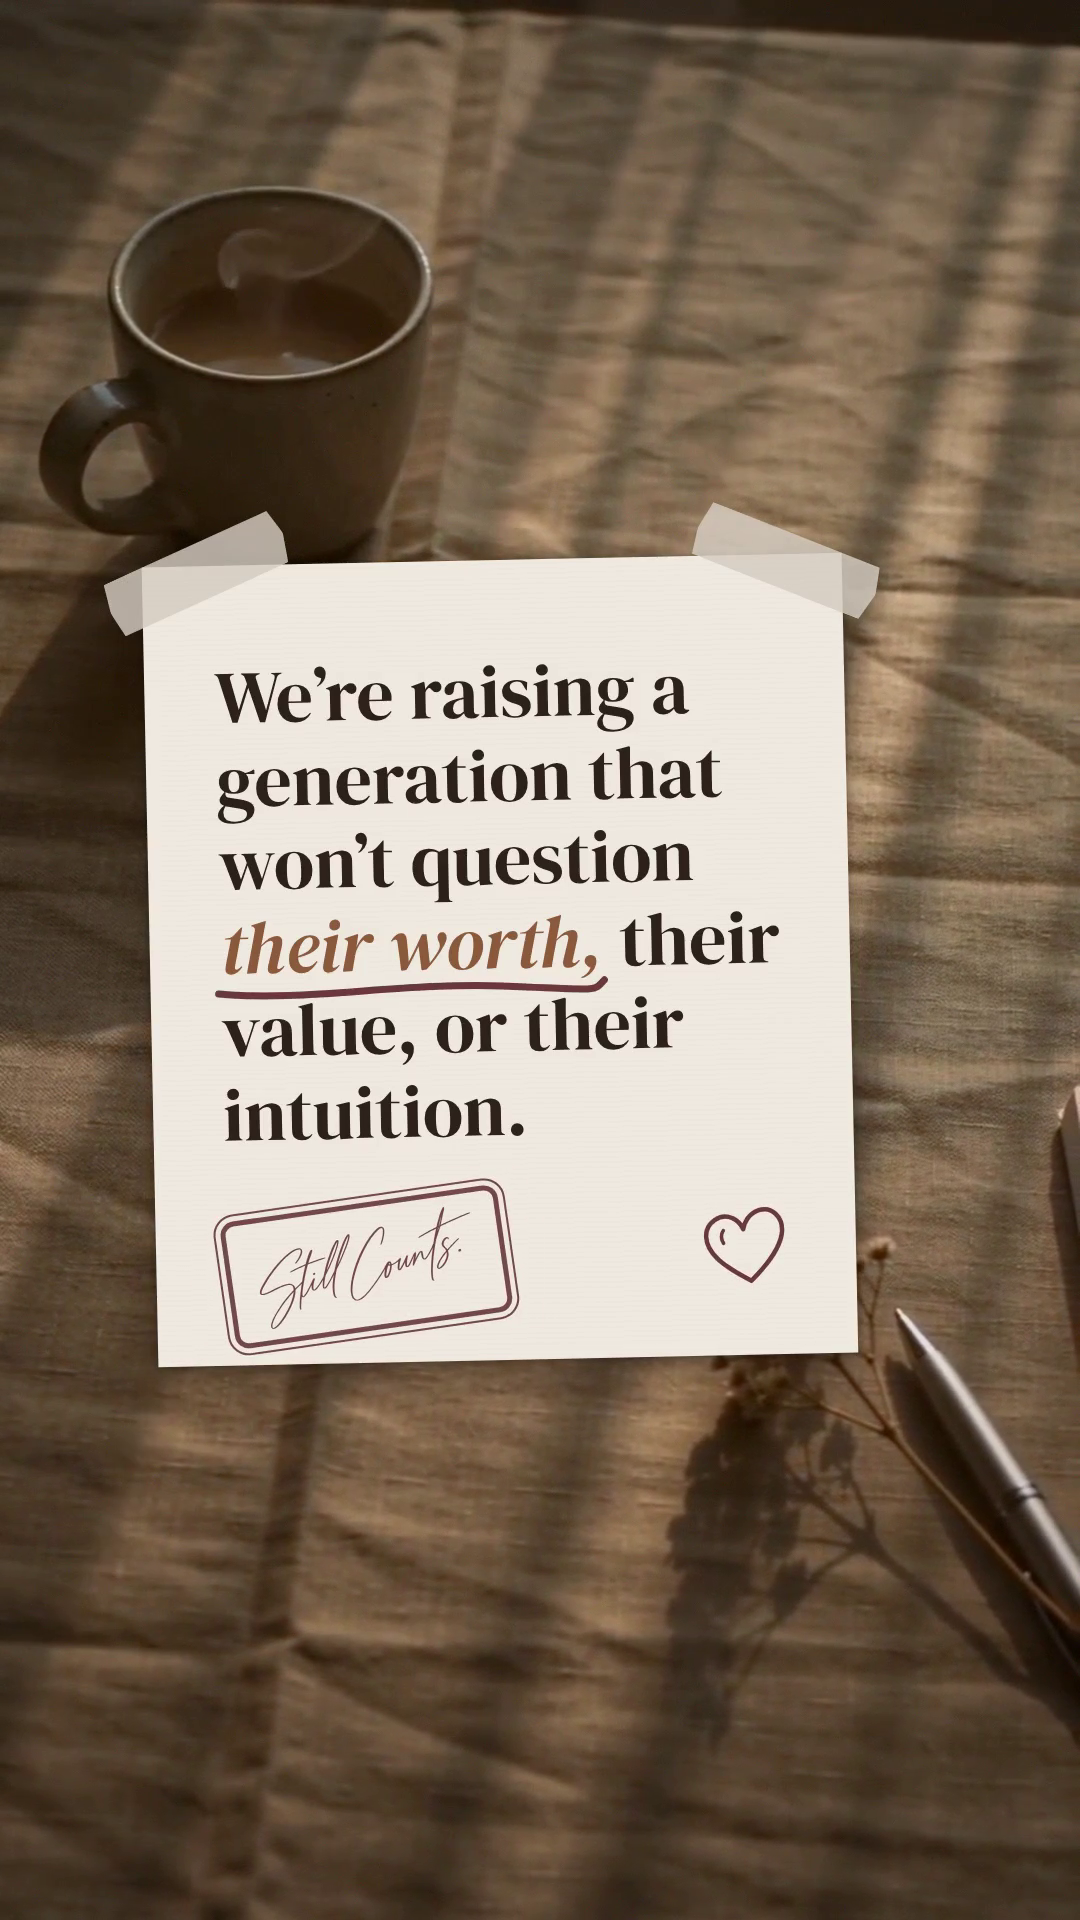 We’re raising a
generation that
won’t question
their worth, their
value, or their
intuition.
Still Counts.